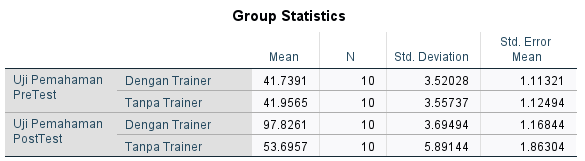 Group Statistics
Mean N Std. Deviation Std. Error Mean
Uji Pemahaman PreTest Dengan Trainer 41.7391 10 3.52028 1.11321
Tanpa Trainer 41.9565 10 3.55737 1.12494
Uji Pemahaman PostTest Dengan Trainer 97.8261 10 3.69494 1.16844
Tanpa Trainer 53.6957 10 5.89144 1.86304